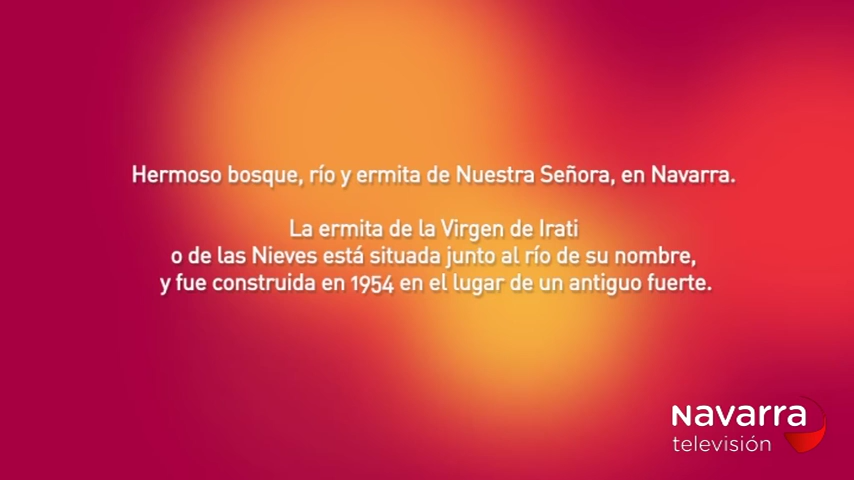 Hermoso bosque, río y ermita de Nuestra Señora, en Navarra.
La ermita de la Virgen de Irati
o de las Nieves está situada junto al río de su nombre,
y fue construida en 1954 en el lugar de un antiguo fuerte.
Navarra
televisión